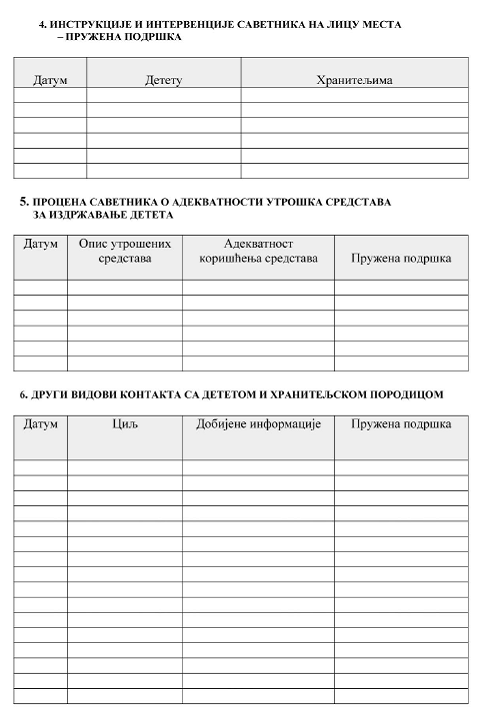 4. ИНСТРУКЦИЈЕ И ИНТЕРВЕНЦИЈЕ САВЕТНИКА НА ЛИЦУ МЕСТА
– ПРУЖЕНА ПОДРШКА
Датум Детету Хранитељима
5. ПРОЦЕНА САВЕТНИКА О АДЕКВАТНОСТИ УТРОШКА СРЕДСТАВА
ЗА ИЗДРЖАВАЊЕ ДЕТЕТА
Датум Опис утрошених Адекватност
средстава коришћења средстава Пружена подршка
6. ДРУГИ ВИДОВИ КОНТАКТА СА ДЕТЕТОМ И ХРАНИТЕЉСКОМ ПОРОДИЦОМ
Датум Циљ Добијене информације Пружена подршка